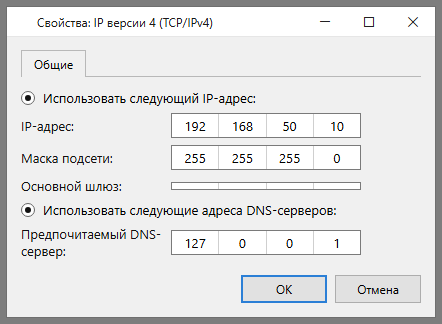 Свойства: IP версии 4 (TCP/IPv4)
Общие
Использовать следующий IP-адрес:
IP-адрес: 192 168 50 10
Маска подсети: 255 255 255 0
Основной шлюз:
Использовать следующие адреса DNS-серверов:
Предпочитаемый DNS-
сервер: 127 0 0 1
OK Отмена